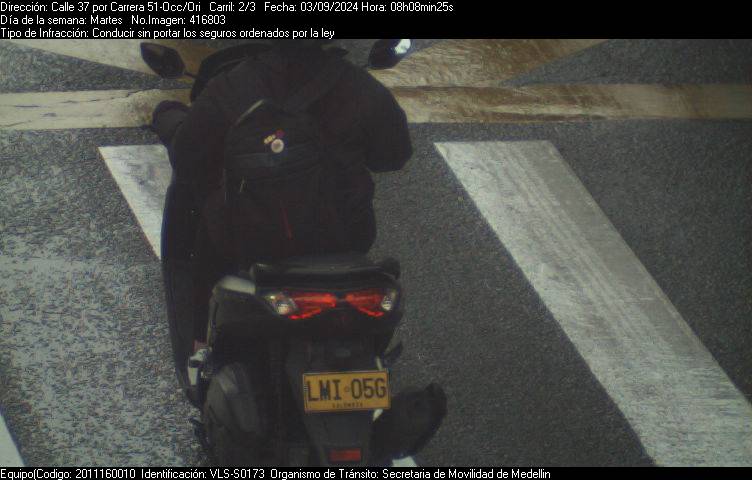 Dirección: Calle 37 por Carrera 51-Occ/Ori Carril: 2/3 Fecha: 03/09/2024 Hora: 08h08min25s
Día de la semana: Martes No.Imagen: 416803
Tipo de Infracción: Conducir sin portar los seguros ordenados por la ley
LMI 05G
COLOMBIA
Equipo(Codigo: 2011160010 Identificación: VLS-S0173 Organismo de Tránsito: Secretaria de Movilidad de Medellin